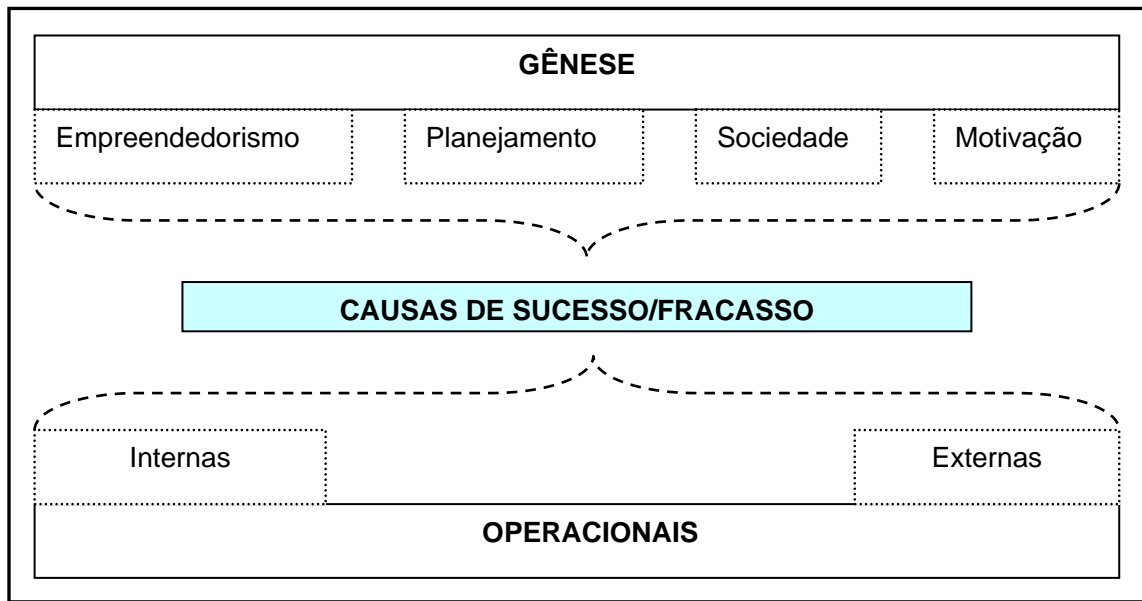 GÊNESE
Empreendedorismo
Planejamento
Sociedade
Motivação
CAUSAS DE SUCESSO/FRACASSO
Internas
Externas
OPERACIONAIS